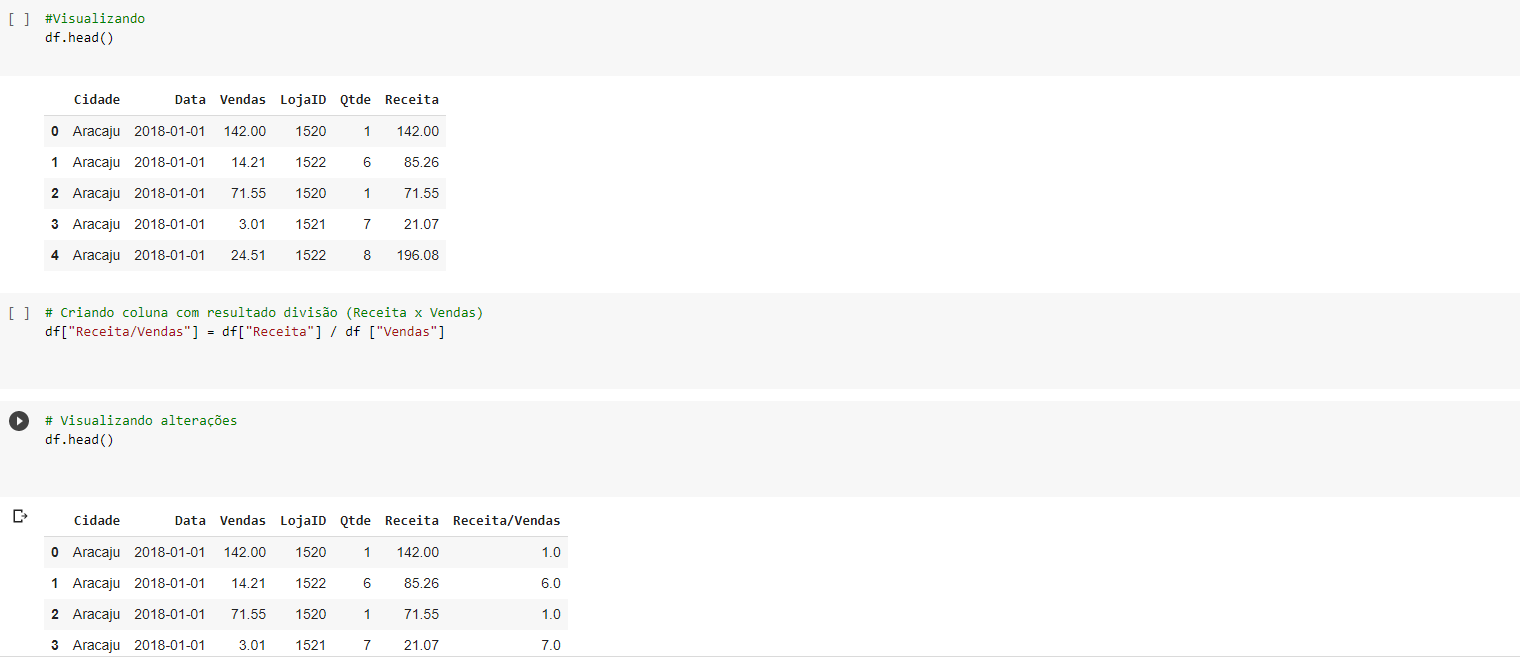 [ ] #Visualizando
df.head()
Cidade Data Vendas LojaID Qtde Receita
0 Aracaju 2018-01-01 142.00 1520 1 142.00
1 Aracaju 2018-01-01 14.21 1522 6 85.26
2 Aracaju 2018-01-01 71.55 1520 1 71.55
3 Aracaju 2018-01-01 3.01 1521 7 21.07
4 Aracaju 2018-01-01 24.51 1522 8 196.08
[ ] # Criando coluna com resultado divisão (Receita x Vendas)
df["Receita/Vendas"] = df["Receita"] / df ["Vendas"]
# Visualizando alterações
df.head()
Cidade Data Vendas LojaID Qtde Receita Receita/Vendas
0 Aracaju 2018-01-01 142.00 1520 1 142.00 1.0
1 Aracaju 2018-01-01 14.21 1522 6 85.26 6.0
2 Aracaju 2018-01-01 71.55 1520 1 71.55 1.0
3 Aracaju 2018-01-01 3.01 1521 7 21.07 7.0